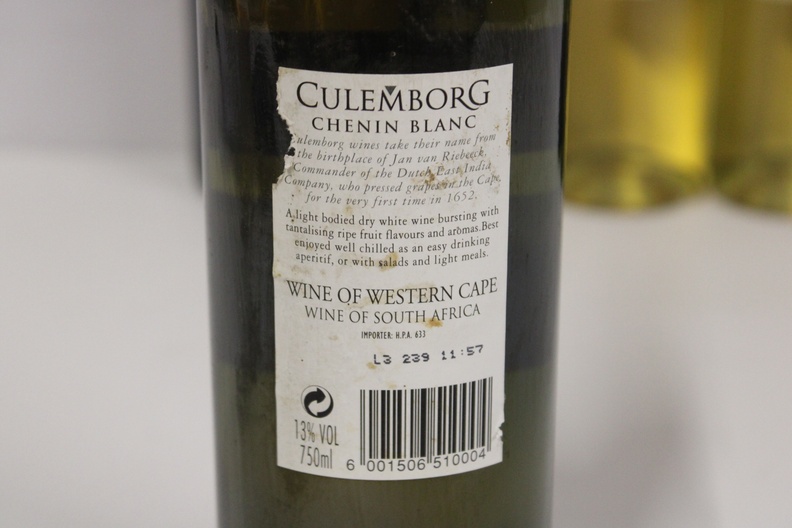 CULEMBORG
CHENIN BLANC
ulemborg wines take their name from
the birthplace of Jan van Riebeeck,
Commander of the Dutch East India
Company, who pressed grapes in the Cape
for the very first time in 1652.
A light bodied dry white wine bursting with
tantalising ripe fruit flavours and aromas.Best
enjoyed well chilled as an easy drinking
aperitif, or with salads and light meals.
WINE OF WESTERN CAPE
WINE OF SOUTH AFRICA
IMPORTER: H.P.A. 633
L3 239 11:57
13% VOL
750ml
6 001506 510004